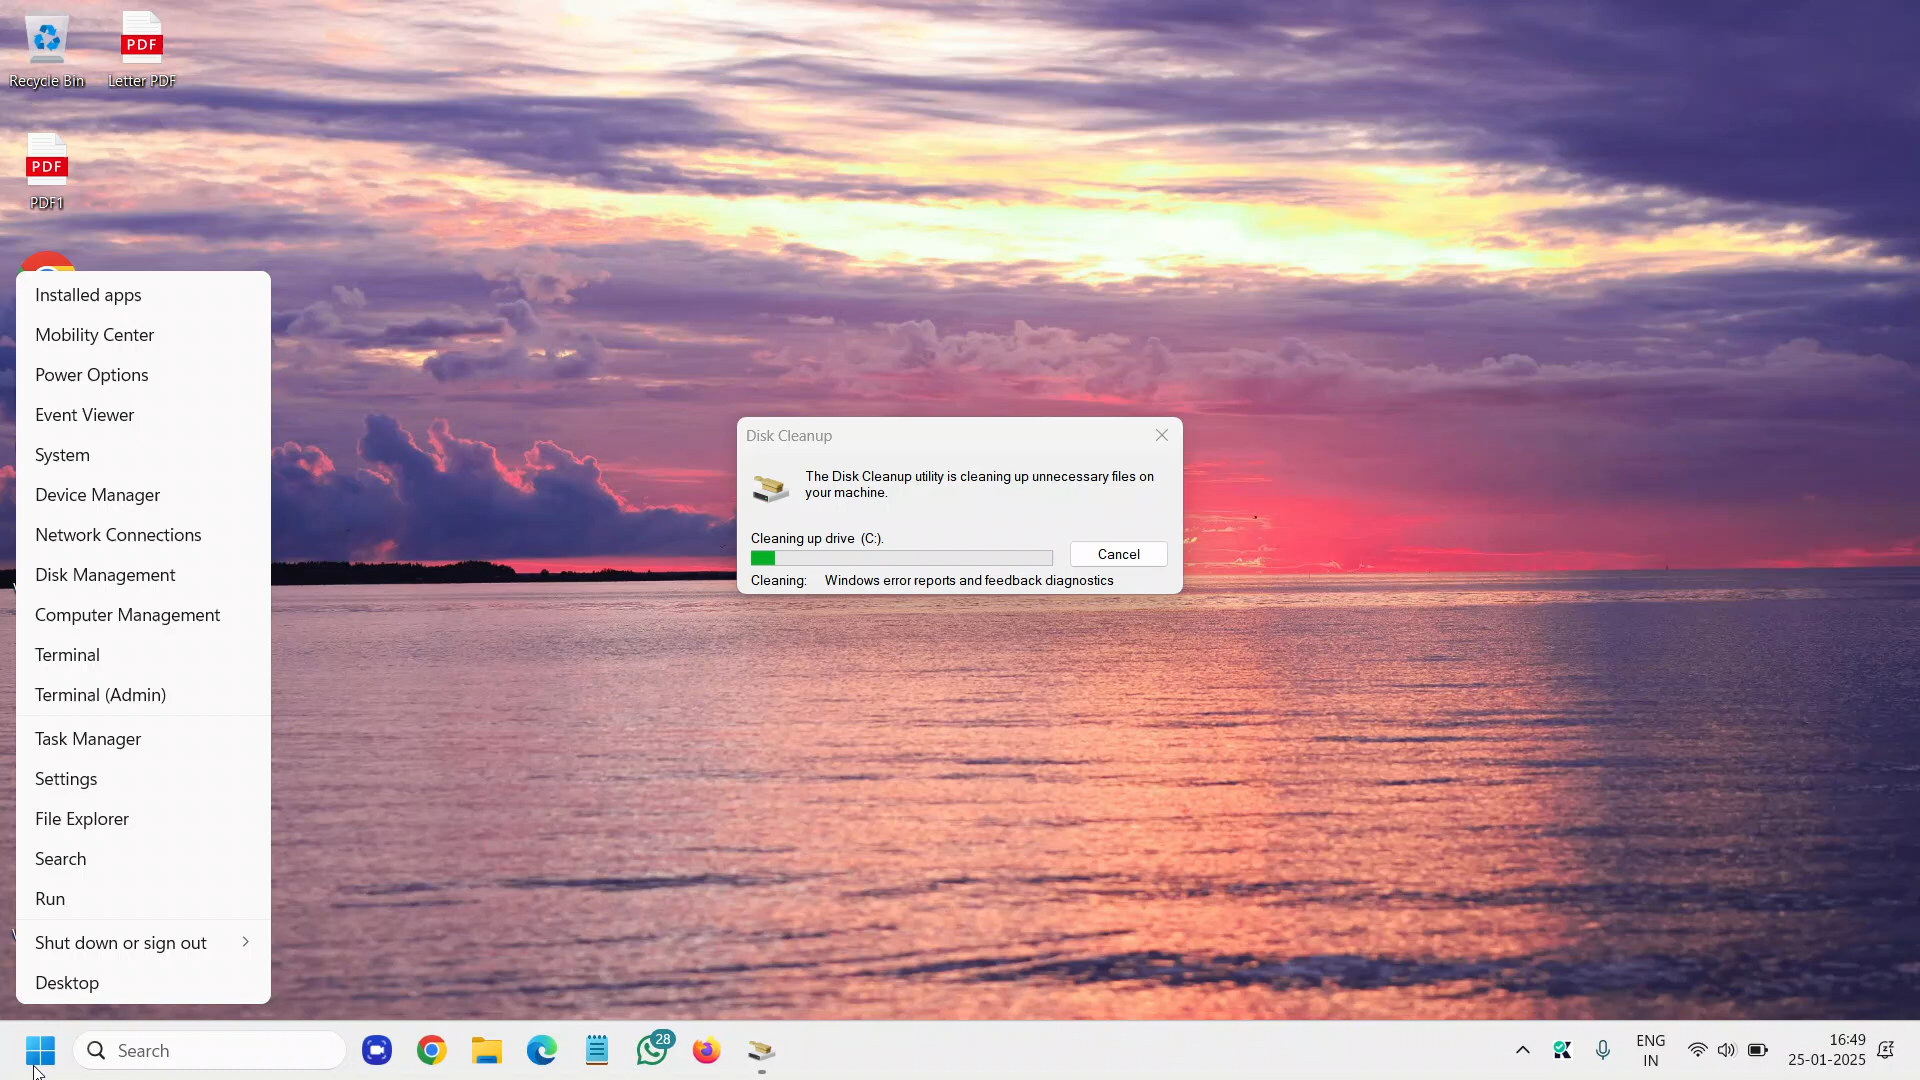 Recycle Bin
PDF
Letter PDF
PDF
PDF1
Installed apps
Mobility Center
Power Options
Event Viewer
System
Device Manager
Network Connections
Disk Management
Computer Management
Terminal
Terminal (Admin)
Task Manager
Settings
File Explorer
Search
Run
Shut down or sign out
Desktop
Disk Cleanup
The Disk Cleanup utility is cleaning up unnecessary files on
your machine.
Cleaning up drive (C:).
Cancel
Cleaning: Windows error reports and feedback diagnostics
Search
28
ENG
IN
16:49
25-01-2025